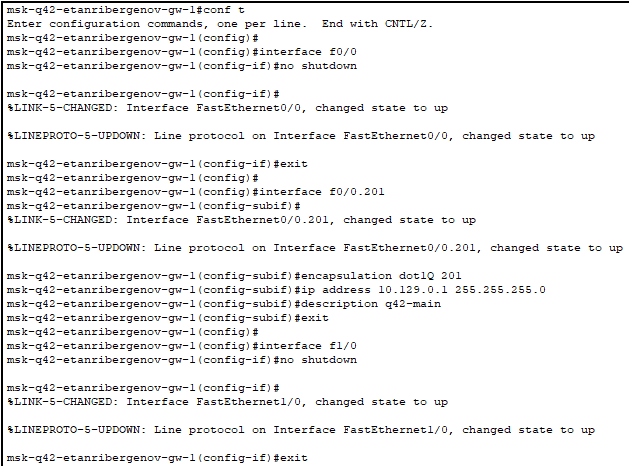 msk-q42-etanribergenov-gw-1#conf t
Enter configuration commands, one per line.  End with CNTL/Z.
msk-q42-etanribergenov-gw-1(config)#
msk-q42-etanribergenov-gw-1(config)#interface f0/0
msk-q42-etanribergenov-gw-1(config-if)#no shutdown

msk-q42-etanribergenov-gw-1(config-if)#
%LINK-5-CHANGED: Interface FastEthernet0/0, changed state to up

%LINEPROTO-5-UPDOWN: Line protocol on Interface FastEthernet0/0, changed state to up

msk-q42-etanribergenov-gw-1(config-if)#exit
msk-q42-etanribergenov-gw-1(config)#
msk-q42-etanribergenov-gw-1(config)#interface f0/0.201
msk-q42-etanribergenov-gw-1(config-subif)#
%LINK-5-CHANGED: Interface FastEthernet0/0.201, changed state to up

%LINEPROTO-5-UPDOWN: Line protocol on Interface FastEthernet0/0.201, changed state to up

msk-q42-etanribergenov-gw-1(config-subif)#encapsulation dot1Q 201
msk-q42-etanribergenov-gw-1(config-subif)#ip address 10.129.0.1 255.255.255.0
msk-q42-etanribergenov-gw-1(config-subif)#description q42-main
msk-q42-etanribergenov-gw-1(config-subif)#exit
msk-q42-etanribergenov-gw-1(config)#
msk-q42-etanribergenov-gw-1(config)#interface f1/0
msk-q42-etanribergenov-gw-1(config-if)#no shutdown

msk-q42-etanribergenov-gw-1(config-if)#
%LINK-5-CHANGED: Interface FastEthernet1/0, changed state to up

%LINEPROTO-5-UPDOWN: Line protocol on Interface FastEthernet1/0, changed state to up

msk-q42-etanribergenov-gw-1(config-if)#exit